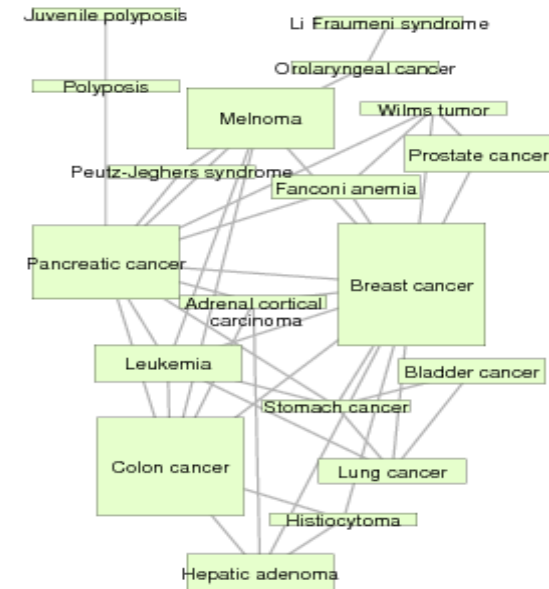 Juvenile polyposis
Li Fraumeni syndrome
Orolaryngeal cancer
Polyposis
Melnoma
Wilms tumor
Prostate cancer
Peutz-Jeghers syndrome
Fanconi anemia
Pancreatic cancer
Breast cancer
Adrenal cortical
carcinoma
Leukemia
Bladder cancer
Stomach cancer
Colon cancer
Lung cancer
Histiocytoma
Hepatic adenoma